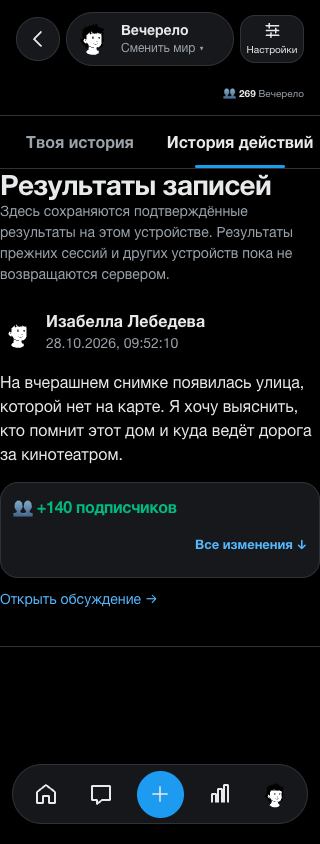 Вечерело
Сменить мир ▾
Настройки
👥 269 Вечерело
Твоя история
История действий
Результаты записей
Здесь сохраняются подтверждённые
результаты на этом устройстве. Результаты
прежних сессий и других устройств пока не
возвращаются сервером.
Изабелла Лебедева
28.10.2026, 09:52:10
На вчерашнем снимке появилась улица,
которой нет на карте. Я хочу выяснить,
кто помнит этот дом и куда ведёт дорога
за кинотеатром.
👥 +140 подписчиков
Все изменения ↓
Открыть обсуждение →